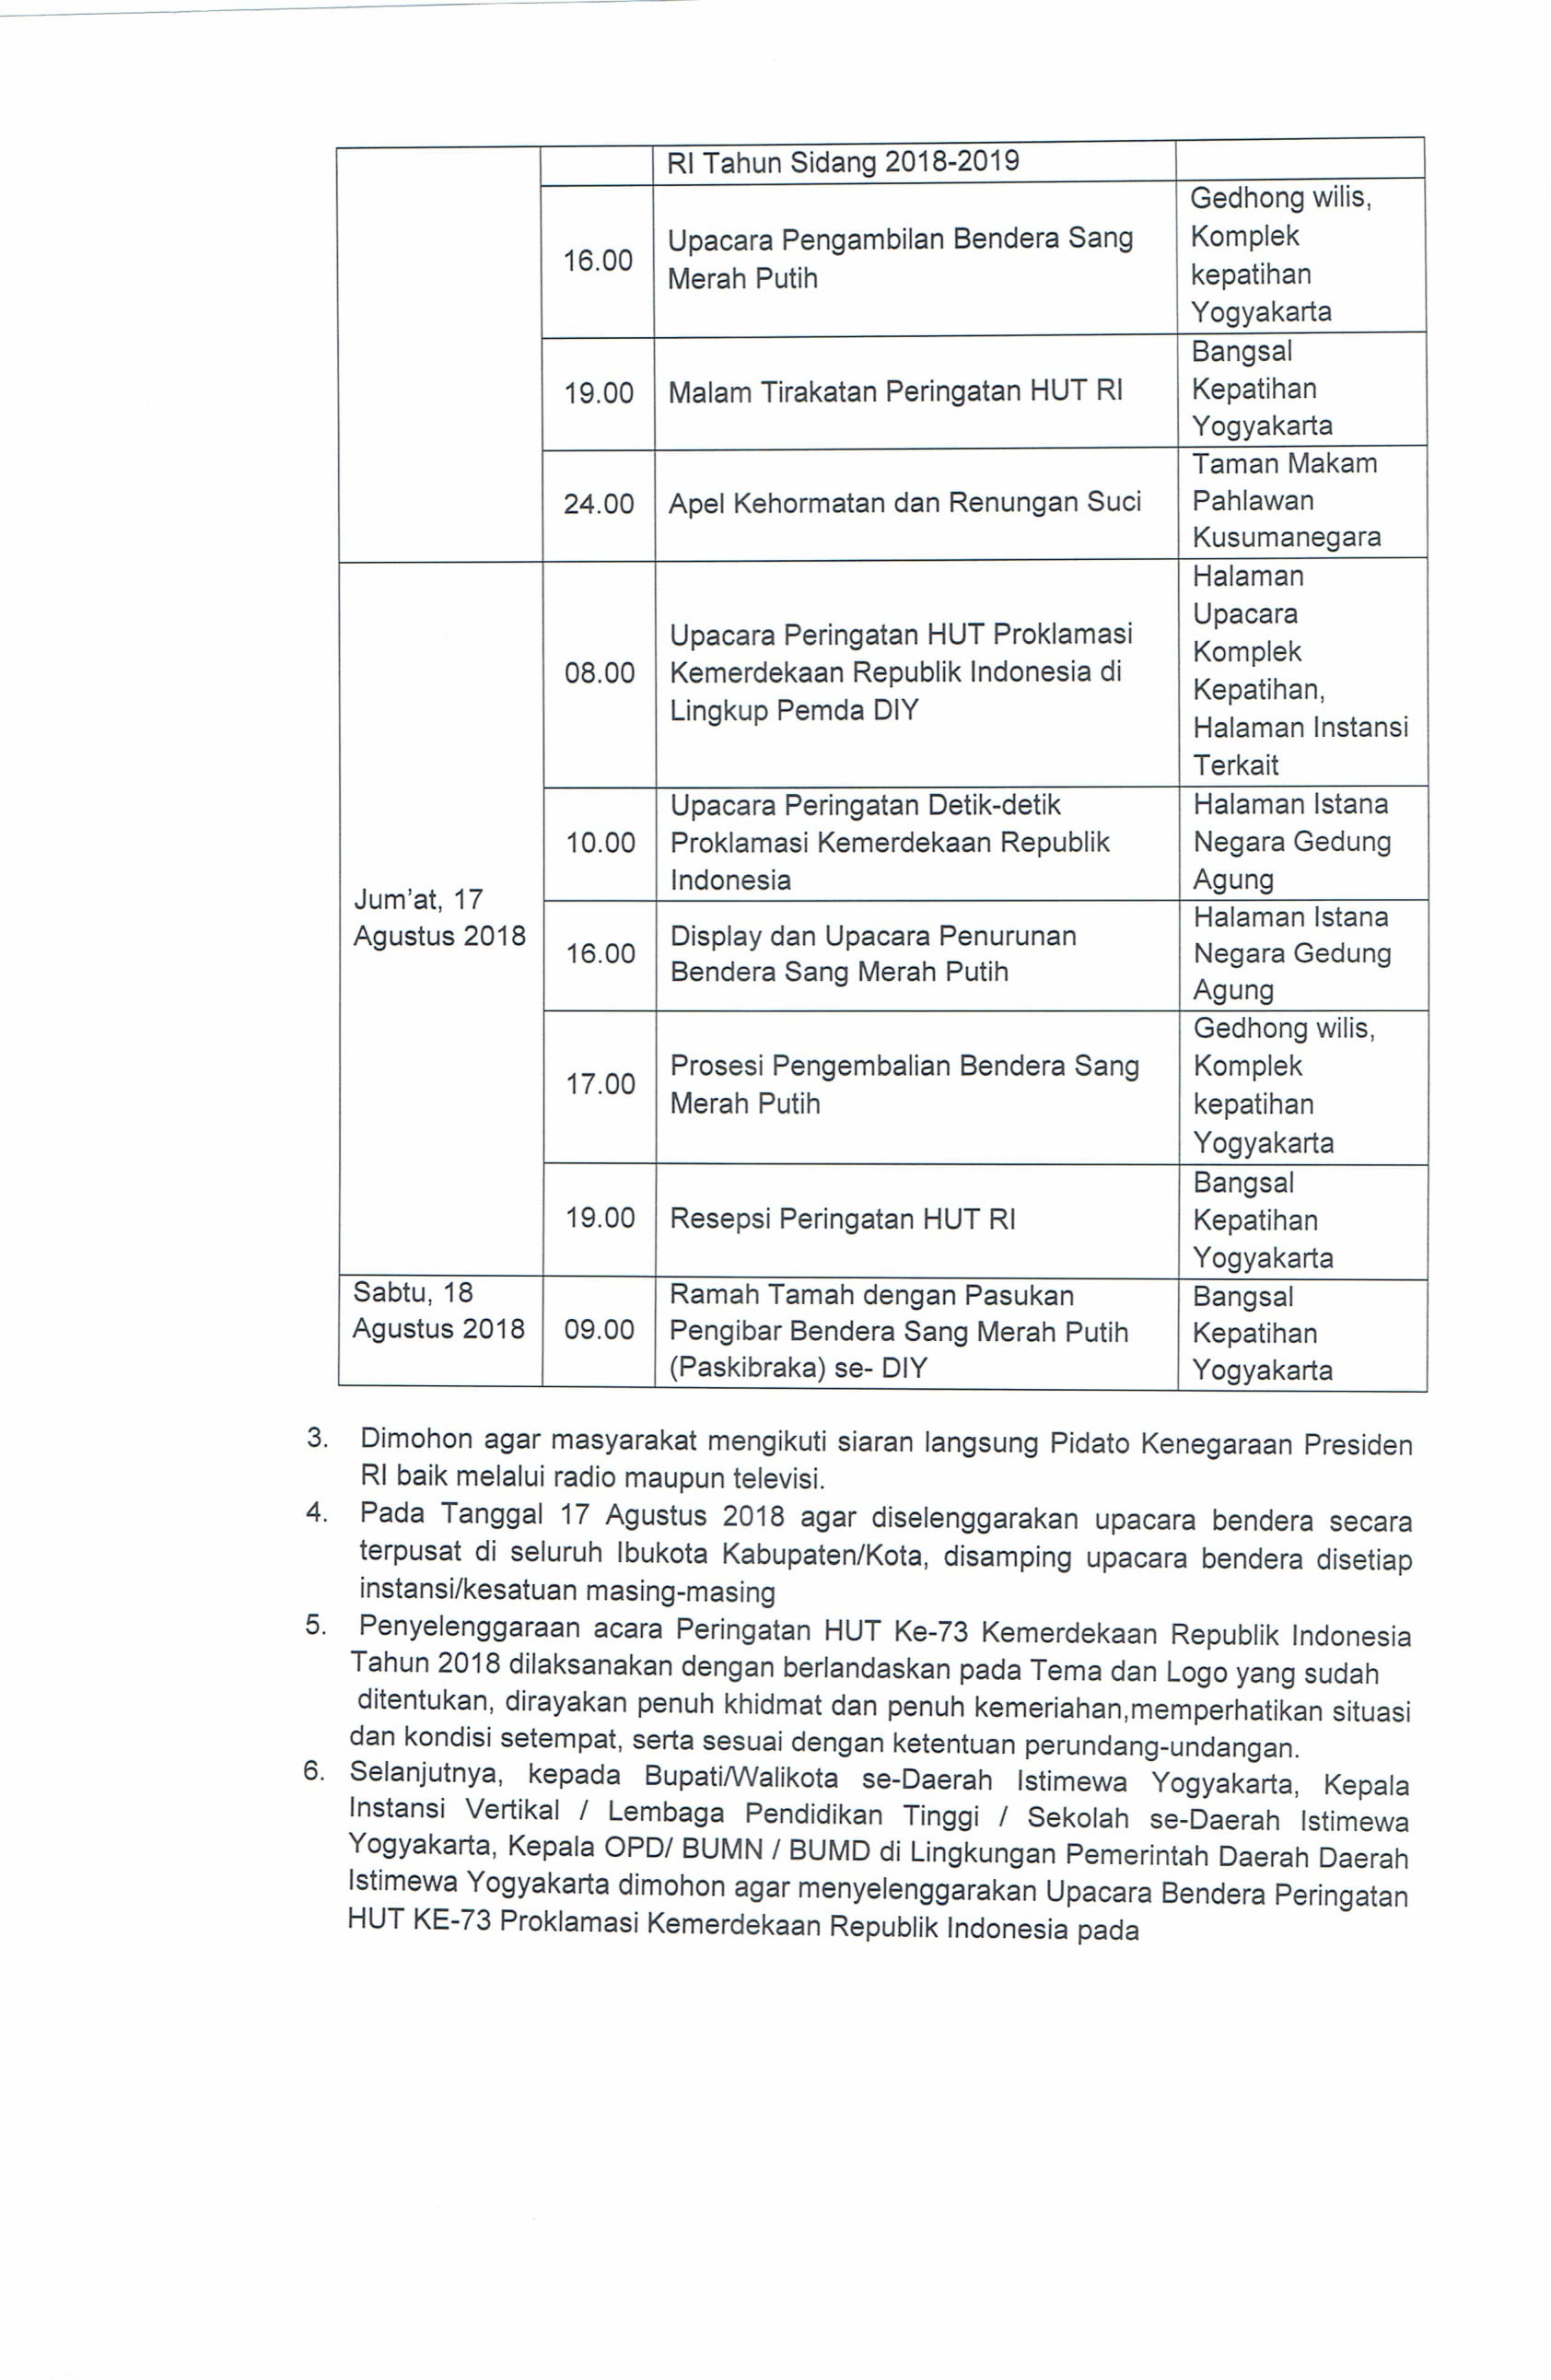 RI Tahun Sidang 2018-2019
16.00
Upacara Pengambilan Bendera Sang
Merah Putih
Gedhong wilis,
Komplek
kepatihan
Yogyakarta
19.00
Malam Tirakatan Peringatan HUT RI
Bangsal
Kepatihan
Yogyakarta
24.00
Apel Kehormatan dan Renungan Suci
Taman Makam
Pahlawan
Kusumanegara
Jum'at, 17
Agustus 2018
08.00
Upacara Peringatan HUT Proklamasi
Kemerdekaan Republik Indonesia di
Lingkup Pemda DIY
Halaman
Upacara
Komplek
Kepatihan,
Halaman Instansi
Terkait
10.00
Upacara Peringatan Detik-detik
Proklamasi Kemerdekaan Republik
Indonesia
Halaman Istana
Negara Gedung
Agung
16.00
Display dan Upacara Penurunan
Bendera Sang Merah Putih
Halaman Istana
Negara Gedung
Agung
17.00
Prosesi Pengembalian Bendera Sang
Merah Putih
Gedhong wilis,
Komplek
kepatihan
Yogyakarta
19.00
Resepsi Peringatan HUT RI
Bangsal
Kepatihan
Yogyakarta
Sabtu, 18
Agustus 2018
09.00
Ramah Tamah dengan Pasukan
Pengibar Bendera Sang Merah Putih
(Paskibraka) se- DIY
Bangsal
Kepatihan
Yogyakarta
3. Dimohon agar masyarakat mengikuti siaran langsung Pidato Kenegaraan Presiden
RI baik melalui radio maupun televisi.
4. Pada Tanggal 17 Agustus 2018 agar diselenggarakan upacara bendera secara
terpusat di seluruh Ibukota Kabupaten/Kota, disamping upacara bendera disetiap
instansi/kesatuan masing-masing
5. Penyelenggaraan acara Peringatan HUT Ke-73 Kemerdekaan Republik Indonesia
Tahun 2018 dilaksanakan dengan berlandaskan pada Tema dan Logo yang sudah
ditentukan, dirayakan penuh khidmat dan penuh kemeriahan,memperhatikan situasi
dan kondisi setempat, serta sesuai dengan ketentuan perundang-undangan.
6. Selanjutnya, kepada Bupati/Walikota se-Daerah Istimewa Yogyakarta, Kepala
Instansi Vertikal / Lembaga Pendidikan Tinggi / Sekolah se-Daerah Istimewa
Yogyakarta, Kepala OPD/ BUMN / BUMD di Lingkungan Pemerintah Daerah Daerah
Istimewa Yogyakarta dimohon agar menyelenggarakan Upacara Bendera Peringatan
HUT KE-73 Proklamasi Kemerdekaan Republik Indonesia pada